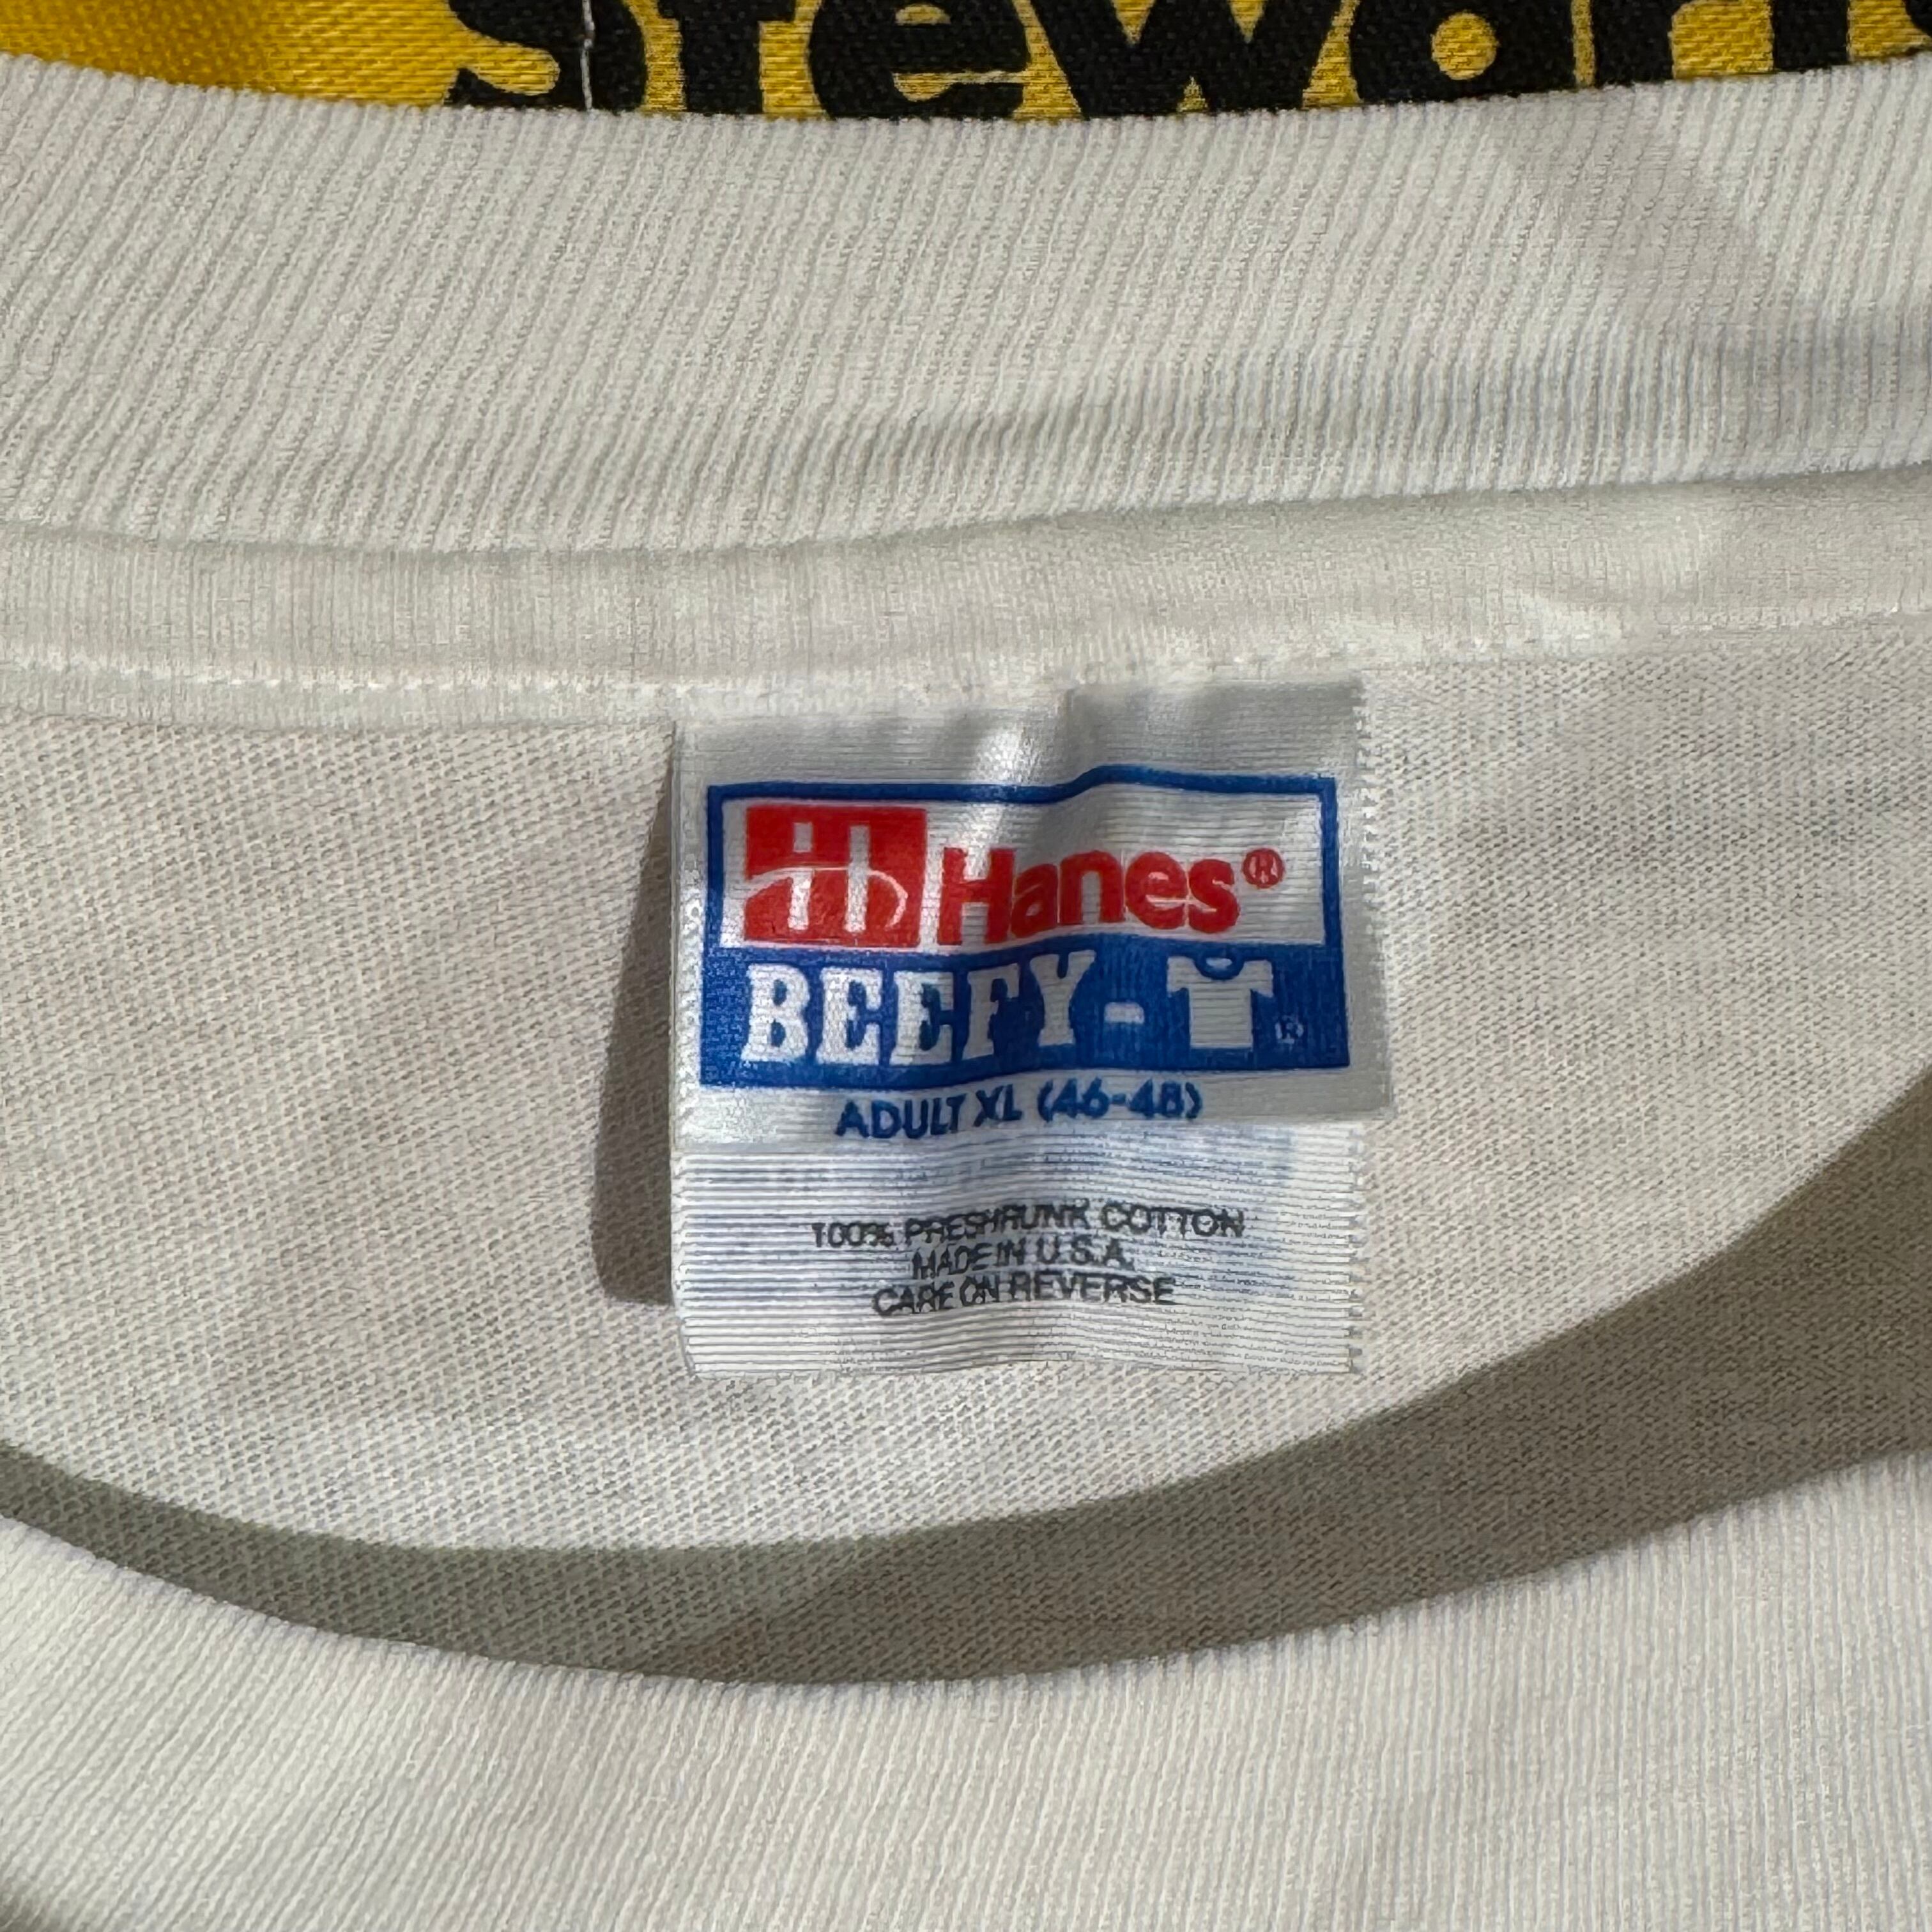 Stewart's
Hanes®
BEEFY-T®
ADULT XL (46-48)
100% PRESHRUNK COTTON
MADE IN U.S.A.
CARE ON REVERSE